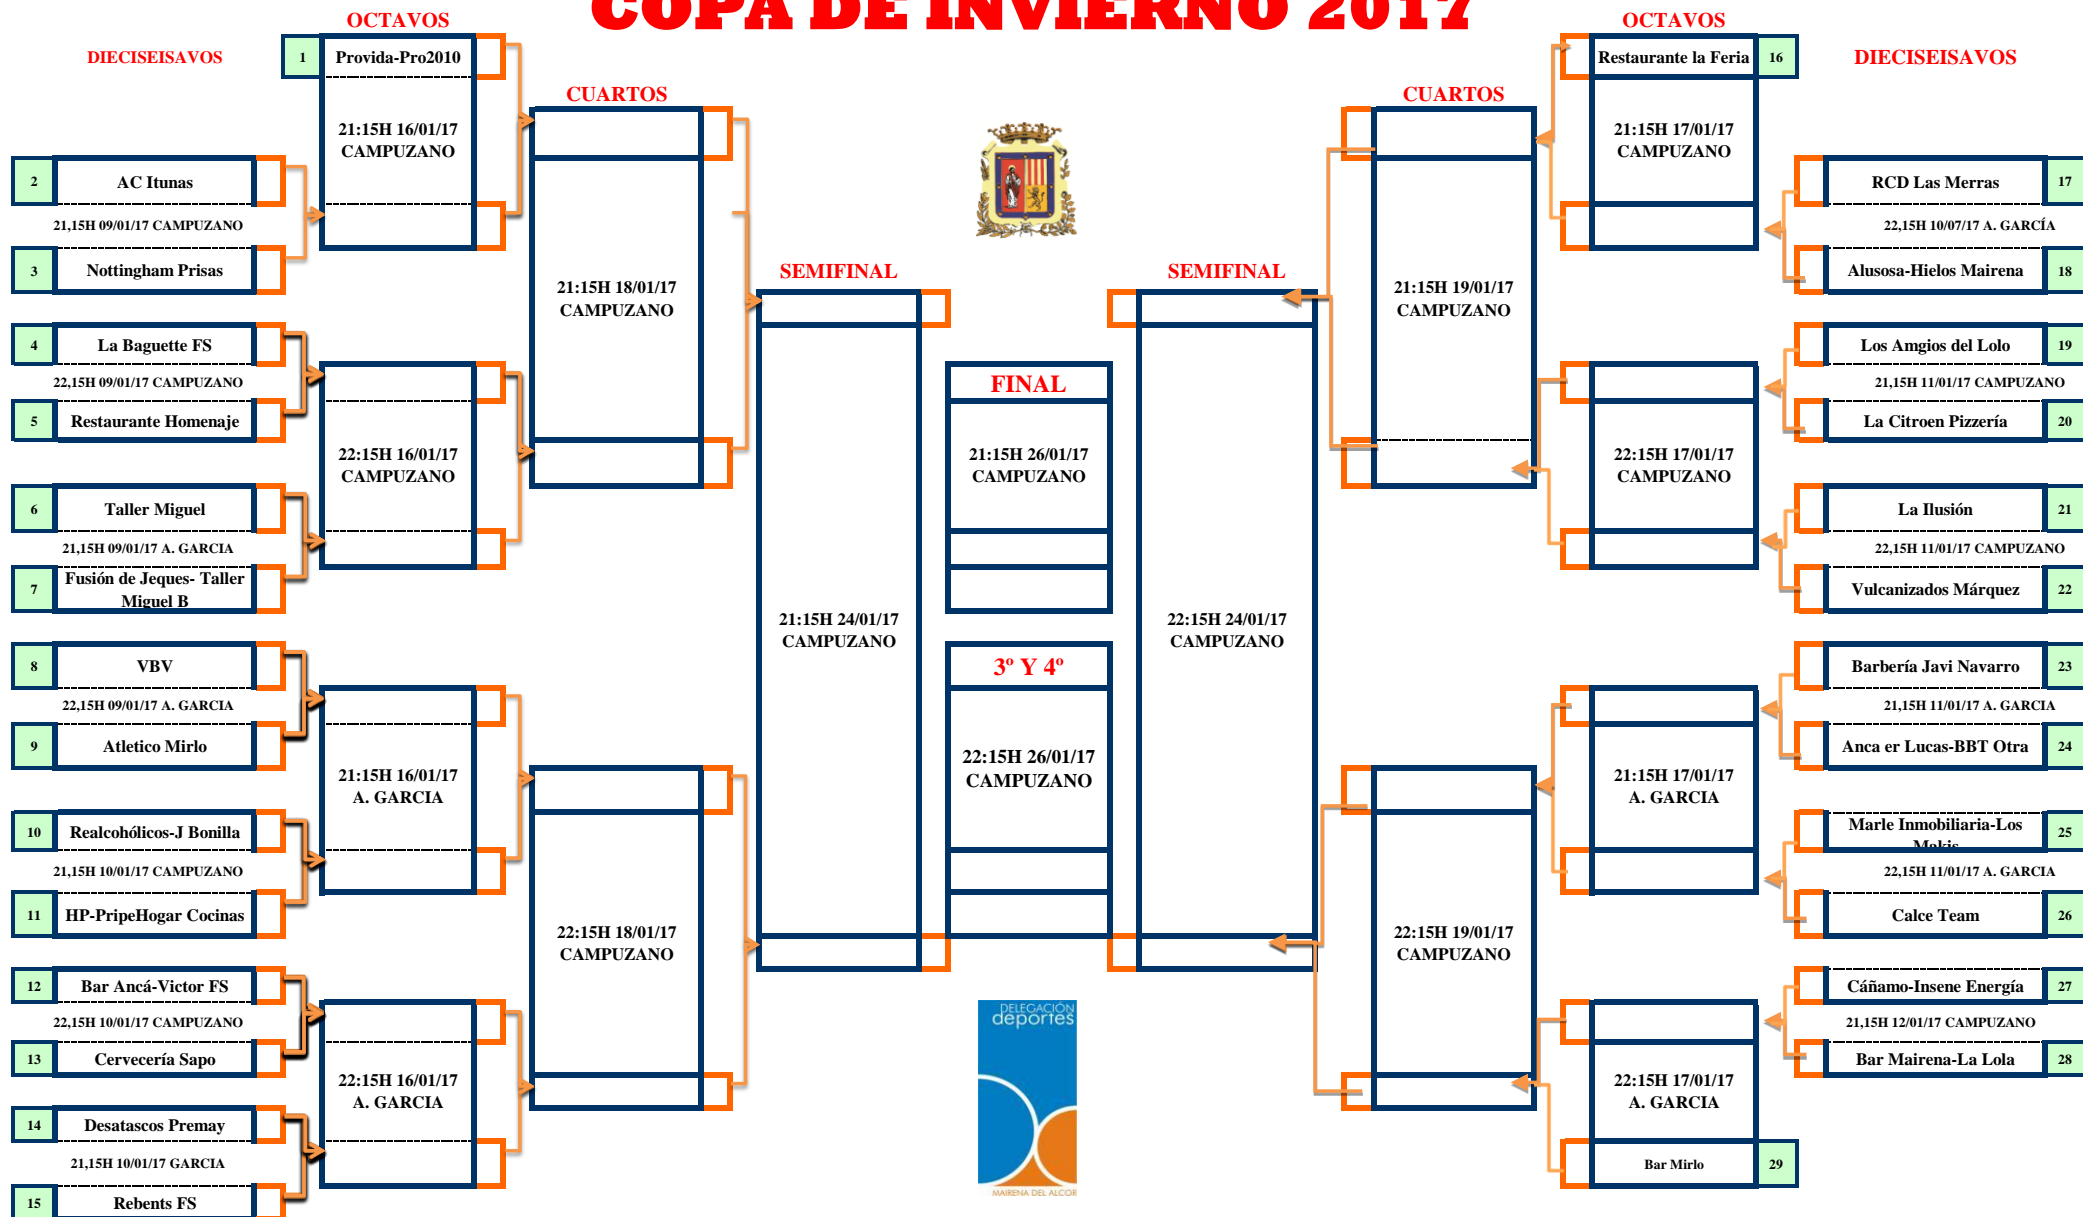 COPA DE INVIERNO 2017
OCTAVOS
OCTAVOS
DIECISEISAVOS
1
Provida-Pro2010
Restaurante la Feria
16
DIECISEISAVOS
CUARTOS
CUARTOS
21:15H 16/01/17
CAMPUZANO
21:15H 17/01/17
CAMPUZANO
2
AC Itunas
21,15H 09/01/17 CAMPUZANO
3
Nottingham Prisas
RCD Las Merras
17
22,15H 10/07/17 A. GARCÍA
Alusosa-Hielos Mairena
18
SEMIFINAL
SEMIFINAL
21:15H 18/01/17
CAMPUZANO
21:15H 19/01/17
CAMPUZANO
4
La Baguette FS
22,15H 09/01/17 CAMPUZANO
5
Restaurante Homenaje
Los Amgios del Lolo
19
21,15H 11/01/17 CAMPUZANO
La Citroen Pizzería
20
FINAL
21:15H 26/01/17
CAMPUZANO
22:15H 16/01/17
CAMPUZANO
22:15H 17/01/17
CAMPUZANO
6
Taller Miguel
21,15H 09/01/17 A. GARCIA
7
Fusión de Jeques- Taller
Miguel B
La Ilusión
21
22,15H 11/01/17 CAMPUZANO
Vulcanizados Márquez
22
21:15H 24/01/17
CAMPUZANO
22:15H 24/01/17
CAMPUZANO
8
VBV
22,15H 09/01/17 A. GARCIA
9
Atletico Mirlo
3º Y 4º
22:15H 26/01/17
CAMPUZANO
Barbería Javi Navarro
23
21,15H 11/01/17 A. GARCIA
Anca er Lucas-BBT Otra
24
21:15H 16/01/17
A. GARCIA
21:15H 17/01/17
A. GARCIA
10
Realcohólicos-J Bonilla
21,15H 10/01/17 CAMPUZANO
11
HP-PripeHogar Cocinas
Marle Inmobiliaria-Los
Makis
25
22,15H 11/01/17 A. GARCIA
Calce Team
26
22:15H 18/01/17
CAMPUZANO
22:15H 19/01/17
CAMPUZANO
12
Bar Ancá-Victor FS
22,15H 10/01/17 CAMPUZANO
13
Cervecería Sapo
Cáñamo-Insene Energía
27
21,15H 12/01/17 CAMPUZANO
Bar Mairena-La Lola
28
DELEGACIÓN
deportes
MAIRENA DEL ALCOR
22:15H 16/01/17
A. GARCIA
22:15H 17/01/17
A. GARCIA
14
Desatascos Premay
21,15H 10/01/17 GARCIA
15
Rebents FS
Bar Mirlo
29